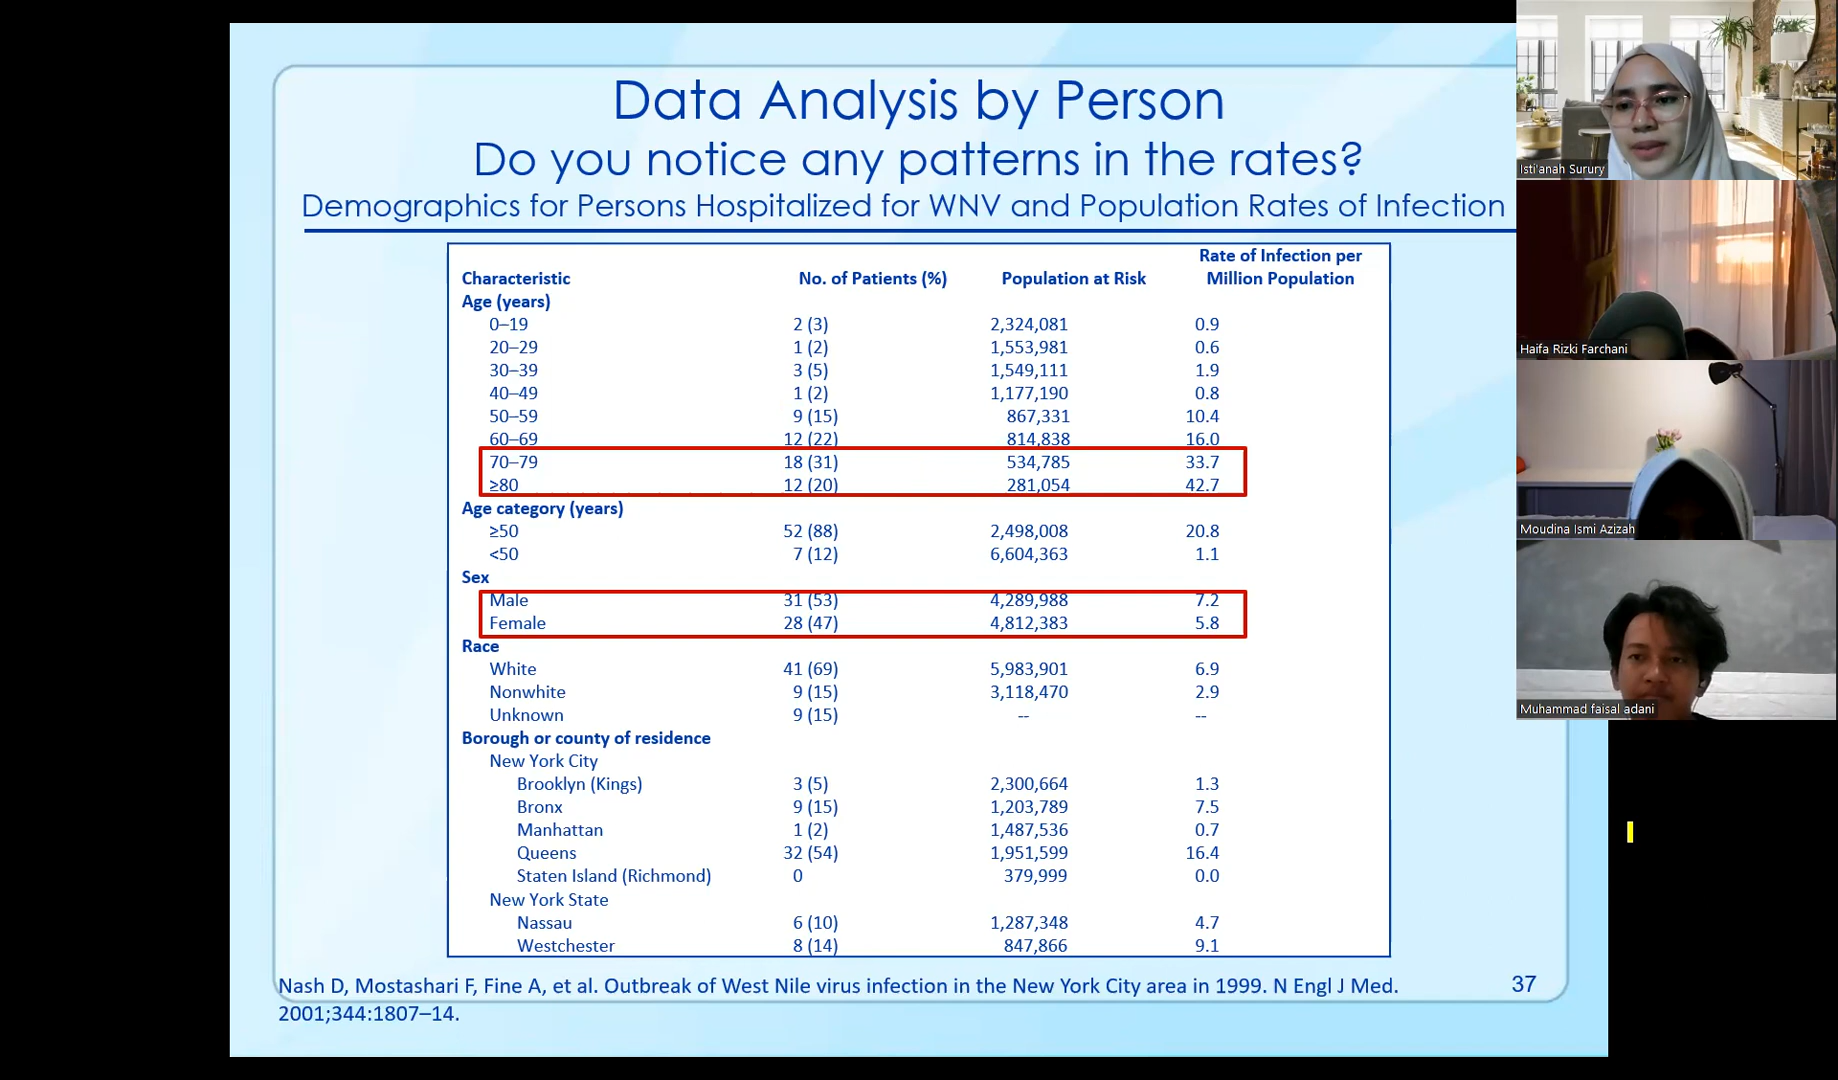 Data Analysis by Person
Do you notice any patterns in the rates?
Demographics for Persons Hospitalized for WNV and Population Rates of Infection
Characteristic No. of Patients (%) Population at Risk Rate of Infection per Million Population
Age (years)
0–19 2 (3) 2,324,081 0.9
20–29 1 (2) 1,553,981 0.6
30–39 3 (5) 1,549,111 1.9
40–49 1 (2) 1,177,190 0.8
50–59 9 (15) 867,331 10.4
60–69 12 (22) 814,838 16.0
70–79 18 (31) 534,785 33.7
≥80 12 (20) 281,054 42.7
Age category (years)
≥50 52 (88) 2,498,008 20.8
<50 7 (12) 6,604,363 1.1
Sex
Male 31 (53) 4,289,988 7.2
Female 28 (47) 4,812,383 5.8
Race
White 41 (69) 5,983,901 6.9
Nonwhite 9 (15) 3,118,470 2.9
Unknown 9 (15) -- --
Borough or county of residence
New York City
Brooklyn (Kings) 3 (5) 2,300,664 1.3
Bronx 9 (15) 1,203,789 7.5
Manhattan 1 (2) 1,487,536 0.7
Queens 32 (54) 1,951,599 16.4
Staten Island (Richmond) 0 379,999 0.0
New York State
Nassau 6 (10) 1,287,348 4.7
Westchester 8 (14) 847,866 9.1
Nash D, Mostashari F, Fine A, et al. Outbreak of West Nile virus infection in the New York City area in 1999. N Engl J Med.
2001;344:1807–14.
37
Isti'anah Surury
Haifa Rizki Farchani
Moudina Ismi Azizah
Muhammad faisal adani